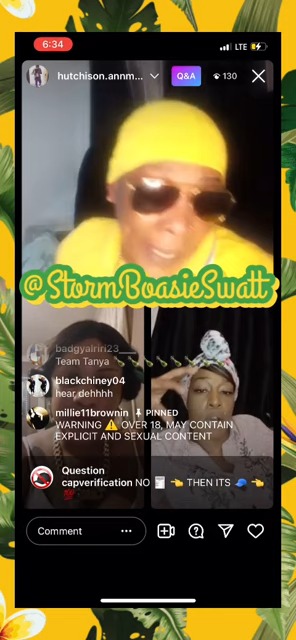 6:34
LTE
hutchison.annm...
Q&A
130
@StormBoasieSwatt
badgyalriri23__
Team Tanya
blackchiney04
hear dehhhh
millie11brownin PINNED
WARNING ⚠️ OVER 18, MAY CONTAIN
EXPLICIT AND SEXUAL CONTENT
Question
capverification NO 🧾 👈 THEN ITS 🧢 👈
💯
Comment